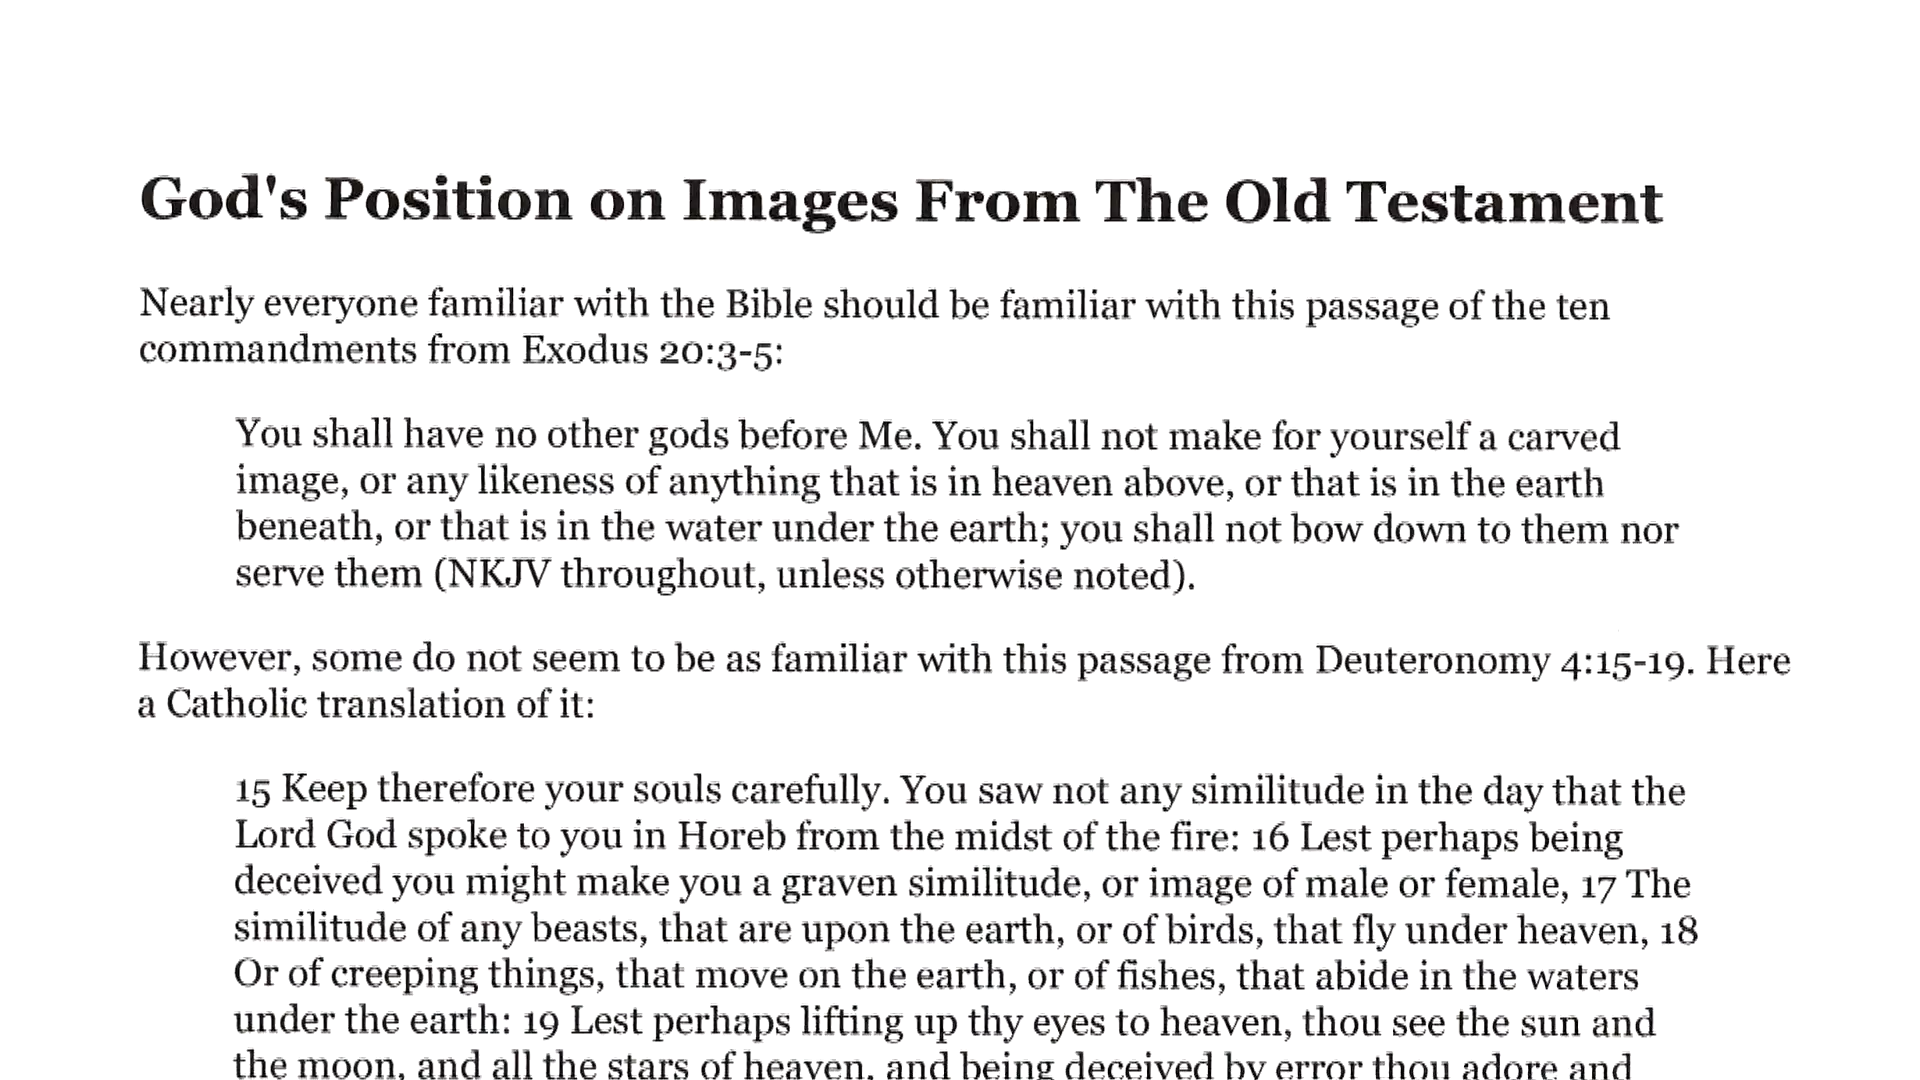 God's Position on Images From The Old Testament
Nearly everyone familiar with the Bible should be familiar with this passage of the ten
commandments from Exodus 20:3-5:
You shall have no other gods before Me. You shall not make for yourself a carved
image, or any likeness of anything that is in heaven above, or that is in the earth
beneath, or that is in the water under the earth; you shall not bow down to them nor
serve them (NKJV throughout, unless otherwise noted).
However, some do not seem to be as familiar with this passage from Deuteronomy 4:15-19. Here
a Catholic translation of it:
15 Keep therefore your souls carefully. You saw not any similitude in the day that the
Lord God spoke to you in Horeb from the midst of the fire: 16 Lest perhaps being
deceived you might make you a graven similitude, or image of male or female, 17 The
similitude of any beasts, that are upon the earth, or of birds, that fly under heaven, 18
Or of creeping things, that move on the earth, or of fishes, that abide in the waters
under the earth: 19 Lest perhaps lifting up thy eyes to heaven, thou see the sun and
the moon, and all the stars of heaven, and being deceived by error thou adore and